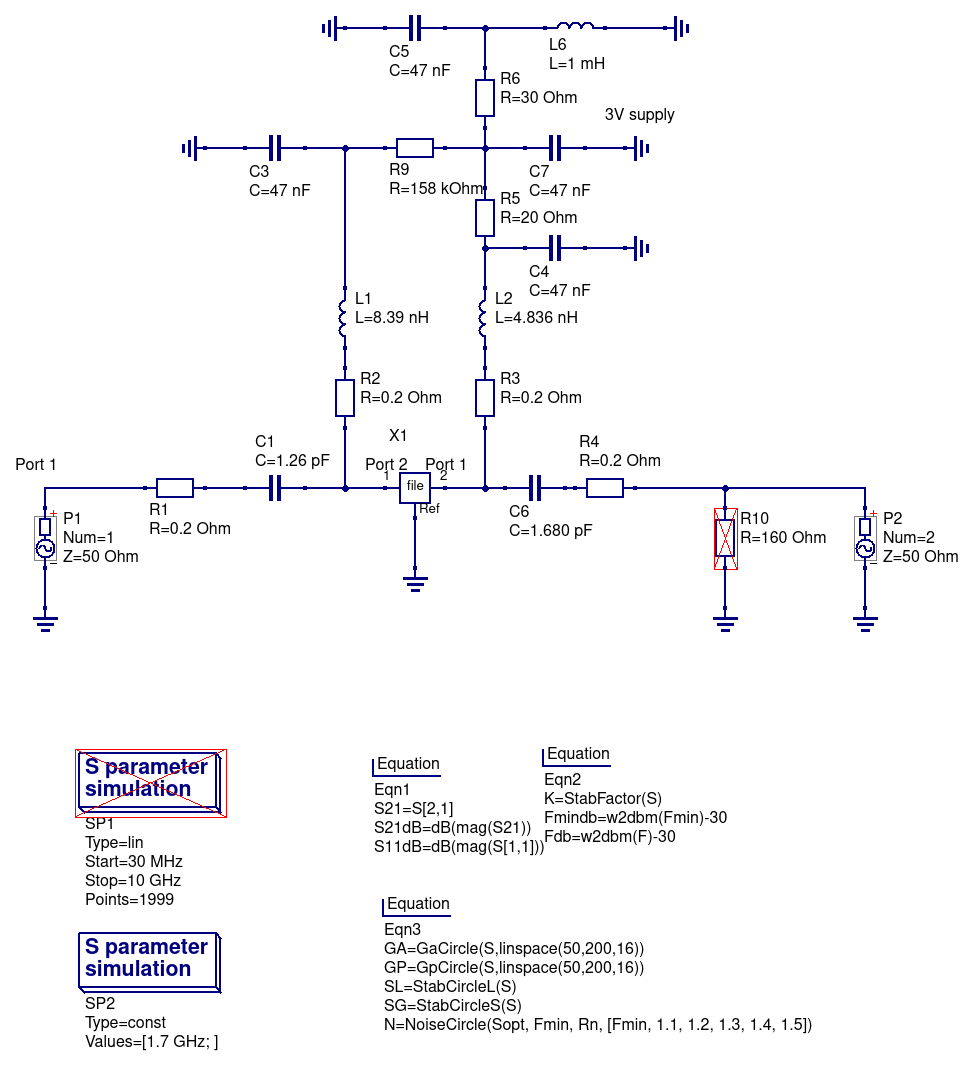 C5
C=47 nF
L6
L=1 mH
R6
R=30 Ohm
3V supply
C3
C=47 nF
R9
R=158 kOhm
C7
C=47 nF
R5
R=20 Ohm
C4
C=47 nF
L1
L=8.39 nH
L2
L=4.836 nH
R2
R=0.2 Ohm
R3
R=0.2 Ohm
X1
C1
C=1.26 pF
R4
R=0.2 Ohm
Port 1
Port 2
Port 1
1
2
file
Ref
R1
R=0.2 Ohm
C6
C=1.680 pF
P1
Num=1
Z=50 Ohm
R10
R=160 Ohm
P2
Num=2
Z=50 Ohm
S parameter
simulation
SP1
Type=lin
Start=30 MHz
Stop=10 GHz
Points=1999
Equation
Eqn1
S21=S[2,1]
S21dB=dB(mag(S21))
S11dB=dB(mag(S[1,1]))
Equation
Eqn2
K=StabFactor(S)
Fmindb=w2dbm(Fmin)-30
Fdb=w2dbm(F)-30
S parameter
simulation
SP2
Type=const
Values=[1.7 GHz; ]
Equation
Eqn3
GA=GaCircle(S,linspace(50,200,16))
GP=GpCircle(S,linspace(50,200,16))
SL=StabCircleL(S)
SG=StabCircleS(S)
N=NoiseCircle(Sopt, Fmin, Rn, [Fmin, 1.1, 1.2, 1.3, 1.4, 1.5])